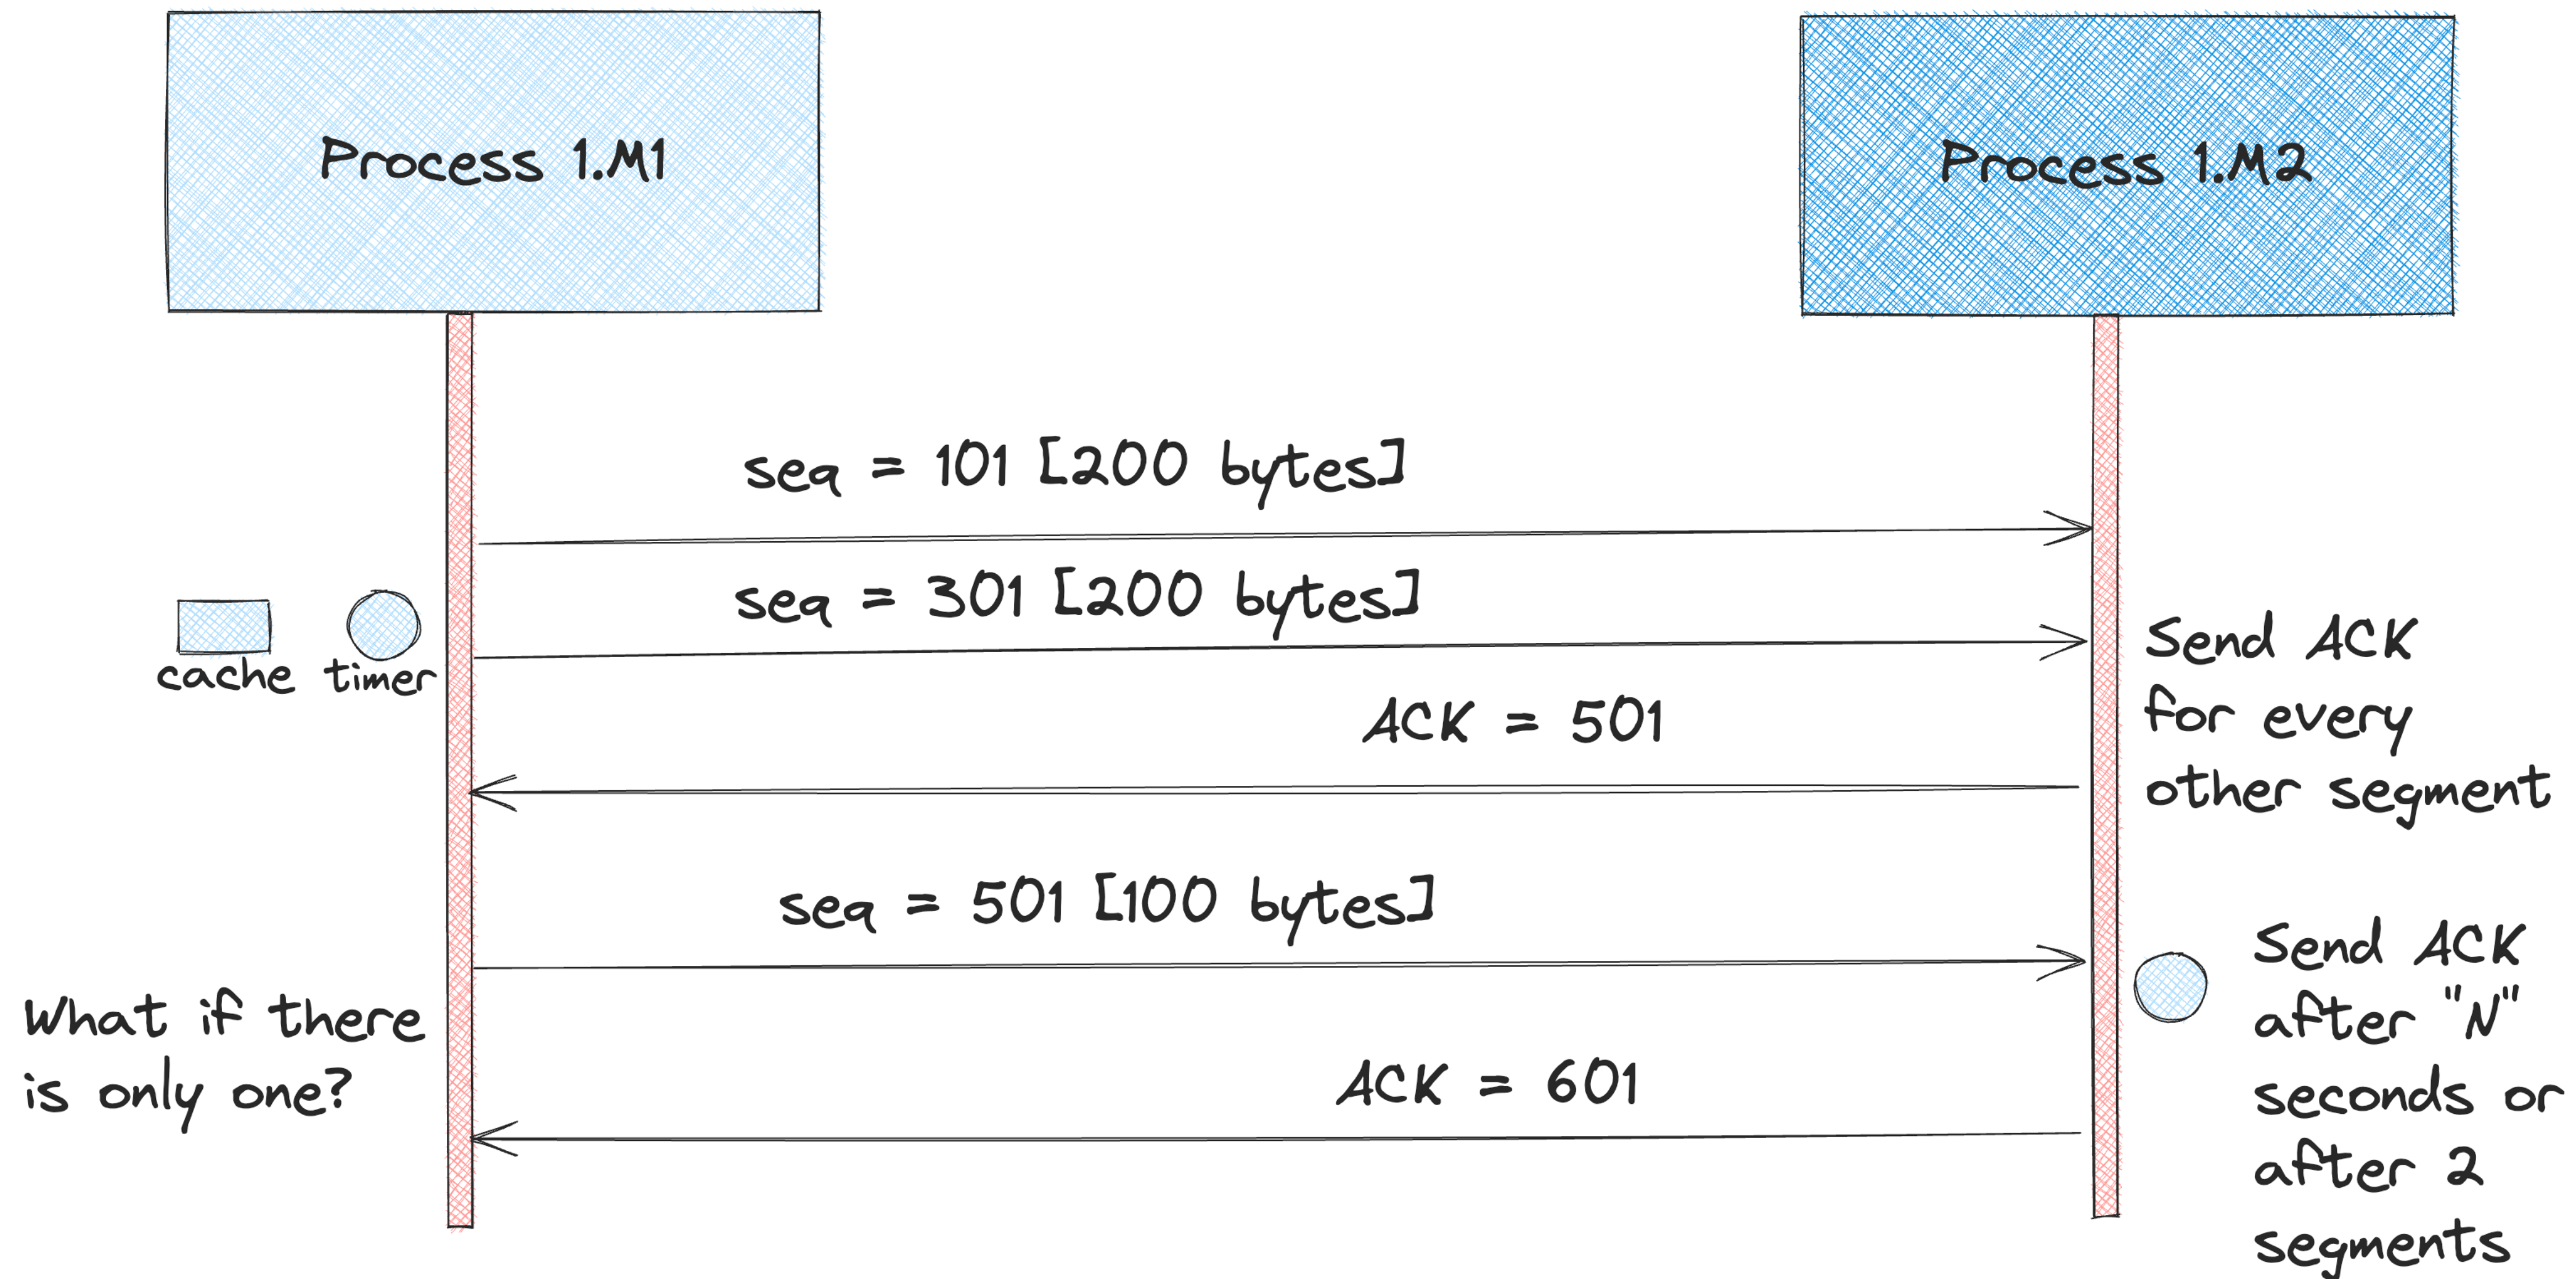 Process 1.M1
Process 1.M2
seq = 101 [200 bytes]
seq = 301 [200 bytes]
cache
timer
Send ACK
for every
other segment
ACK = 501
seq = 501 [100 bytes]
What if there
is only one?
Send ACK
after "N"
seconds or
after 2
segments
ACK = 601